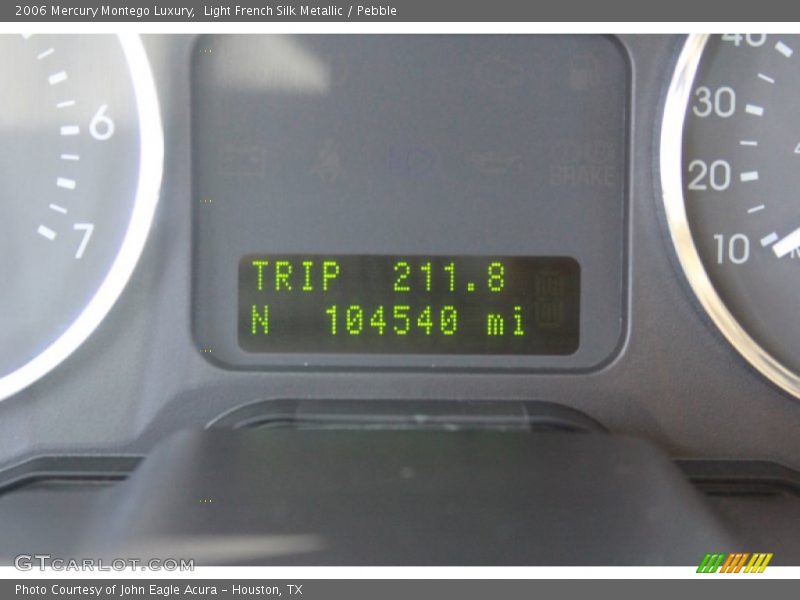 2006 Mercury Montego Luxury,  Light French Silk Metallic / Pebble
40
6
30
20
BRAKE
7
10
TRIP 211.8
N 104540 mi
GTCARLOT.COM
Photo Courtesy of John Eagle Acura - Houston, TX